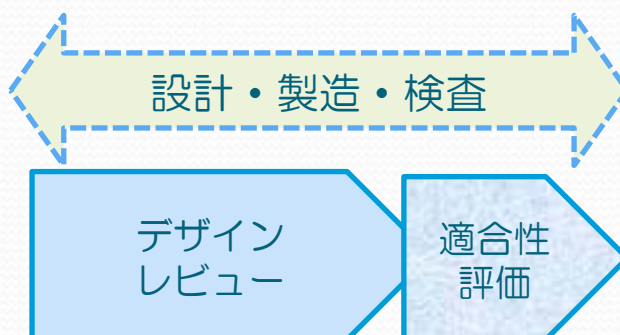 設計・製造・検査
デザイン
レビュー
適合性
評価